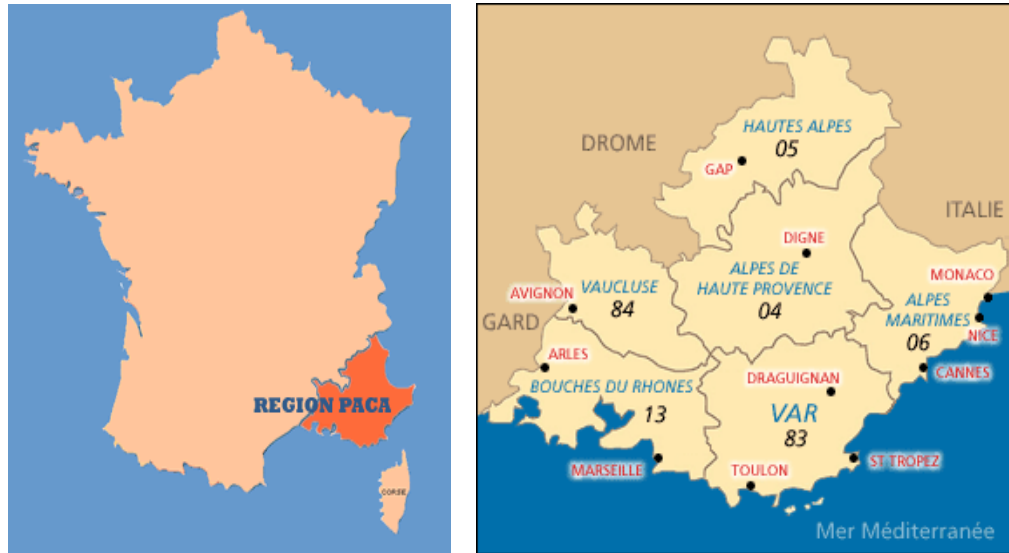 REGION PACA
CORSE
HAUTES ALPES
05
DROME
GAP
ITALIE
DIGNE
ALPES DE
HAUTE PROVENCE
04
MONACO
VAUCLUSE
84
AVIGNON
ALPES
MARITIMES
06
GARD
NICE
ARLES
CANNES
BOUCHES DU RHONES
13
DRAGUIGNAN
VAR
83
MARSEILLE
TOULON
ST TROPEZ
Mer Méditerranée